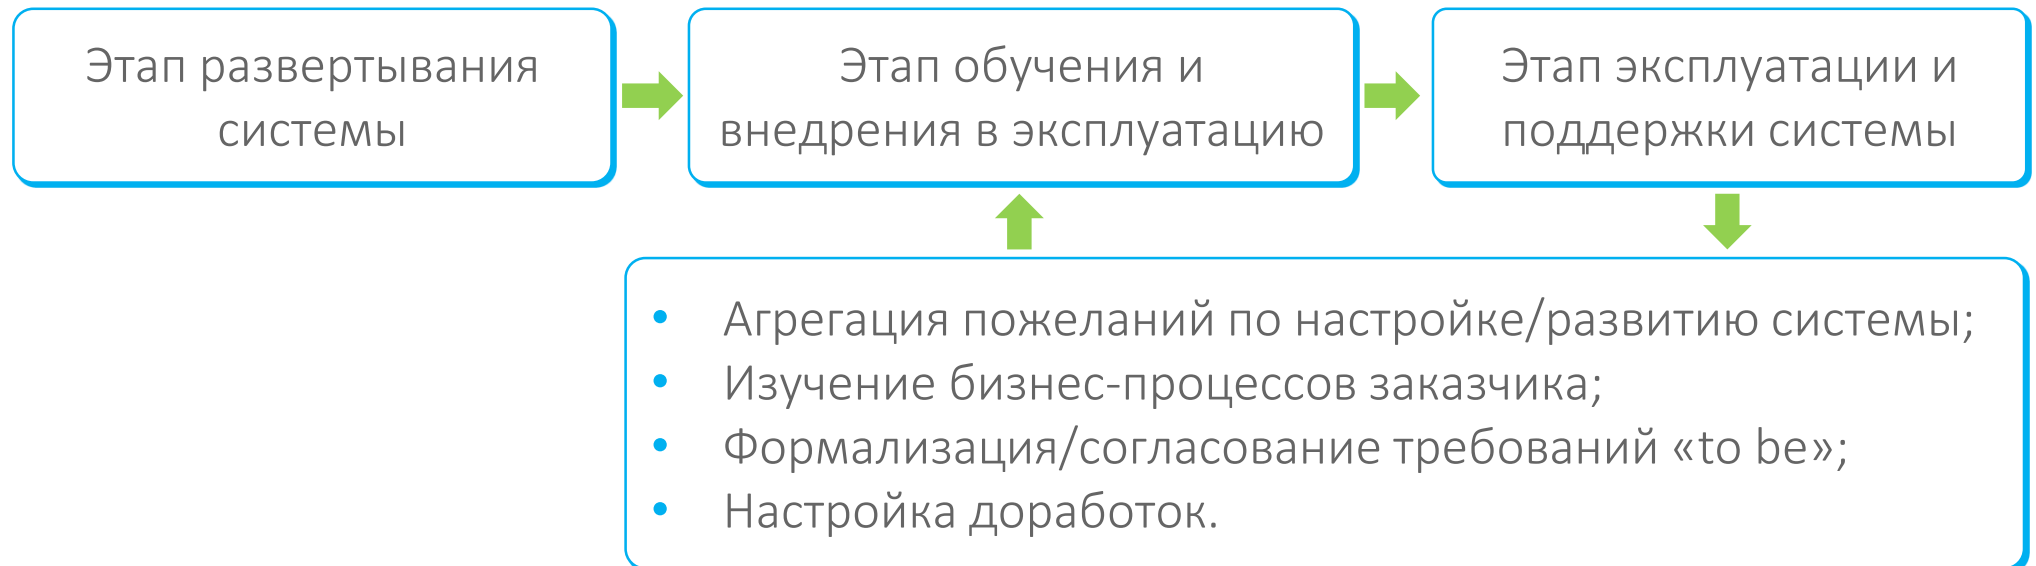 Этап развертывания
системы
Этап обучения и
внедрения в эксплуатацию
Этап эксплуатации и
поддержки системы
• Агрегация пожеланий по настройке/развитию системы;
• Изучение бизнес-процессов заказчика;
• Формализация/согласование требований «to be»;
• Настройка доработок.